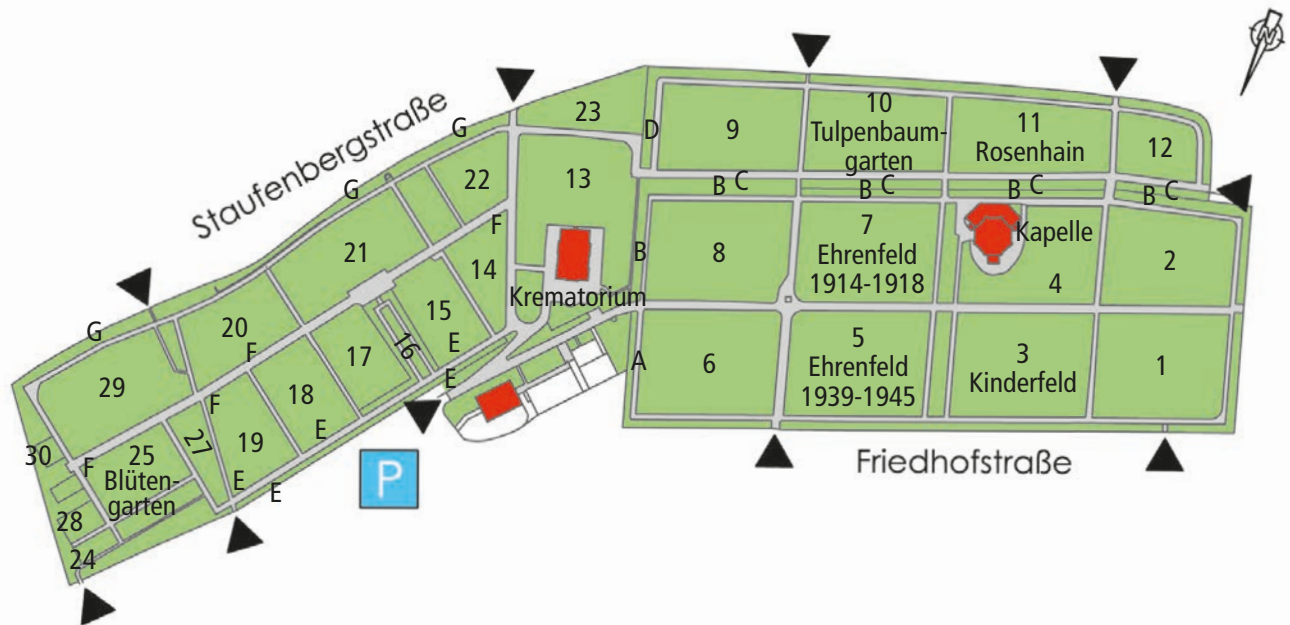 Staufenbergstraße
G
G
G
23
22
13
21
F
14
Krematorium
15
16
E
E
20
F
17
29
F
18
E
19
27
E
E
30
F
25
Blüten-
garten
28
24
P
D
9
10
Tulpenbaum-
garten
11
Rosenhain
12
B C
B C
B C
B C
B
8
7
Ehrenfeld
1914-1918
Kapelle
4
2
A
6
5
Ehrenfeld
1939-1945
3
Kinderfeld
1
Friedhofstraße